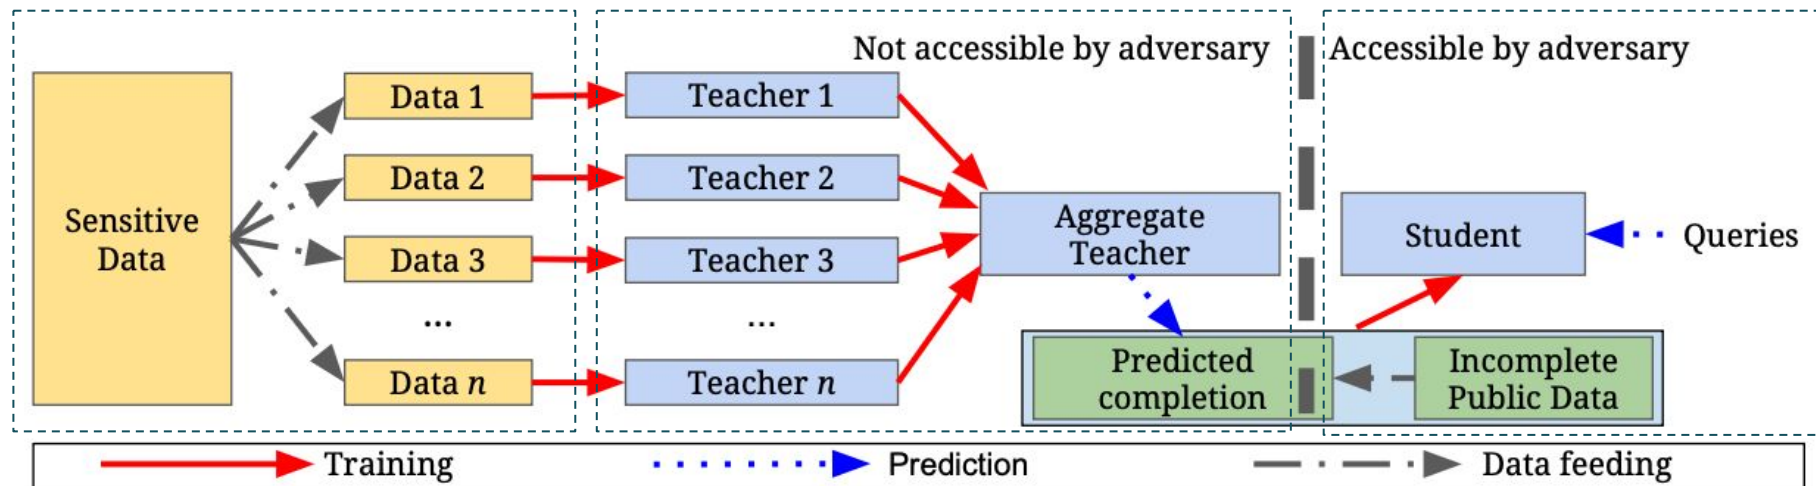 Not accessible by adversary
Accessible by adversary
Sensitive
Data
Data 1
Data 2
Data 3
...
Data n
Teacher 1
Teacher 2
Teacher 3
...
Teacher n
Aggregate
Teacher
Student
Queries
Predicted
completion
Incomplete
Public Data
Training
Prediction
Data feeding